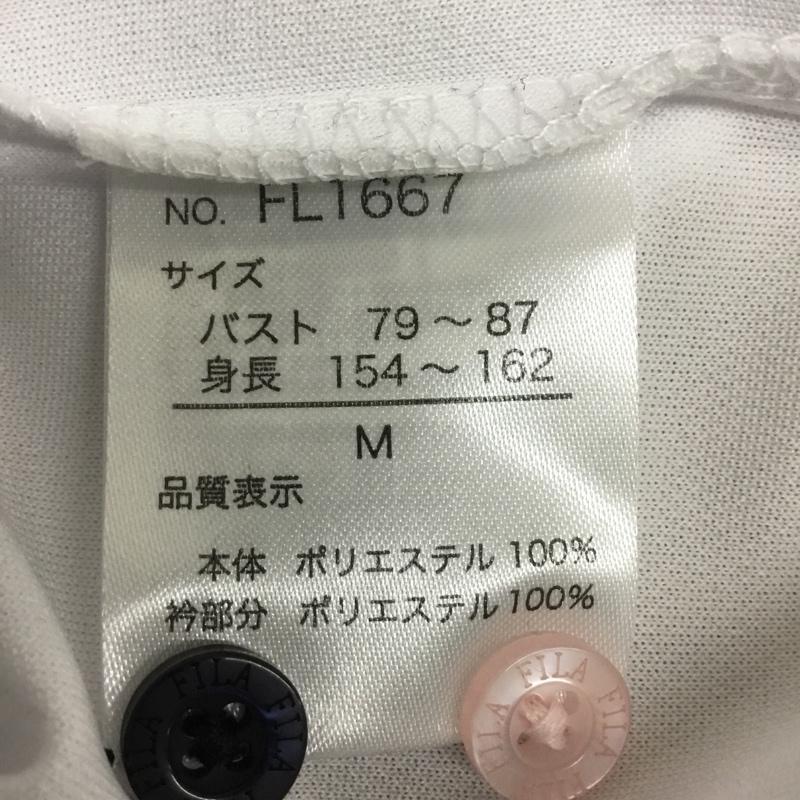 NO. FL1667
サイズ
バスト 79～87
身長 154～162
M
品質表示
本体 ポリエステル 100%
衿部分 ポリエステル 100%
FILA FILA FILA
FILA FILA FILA